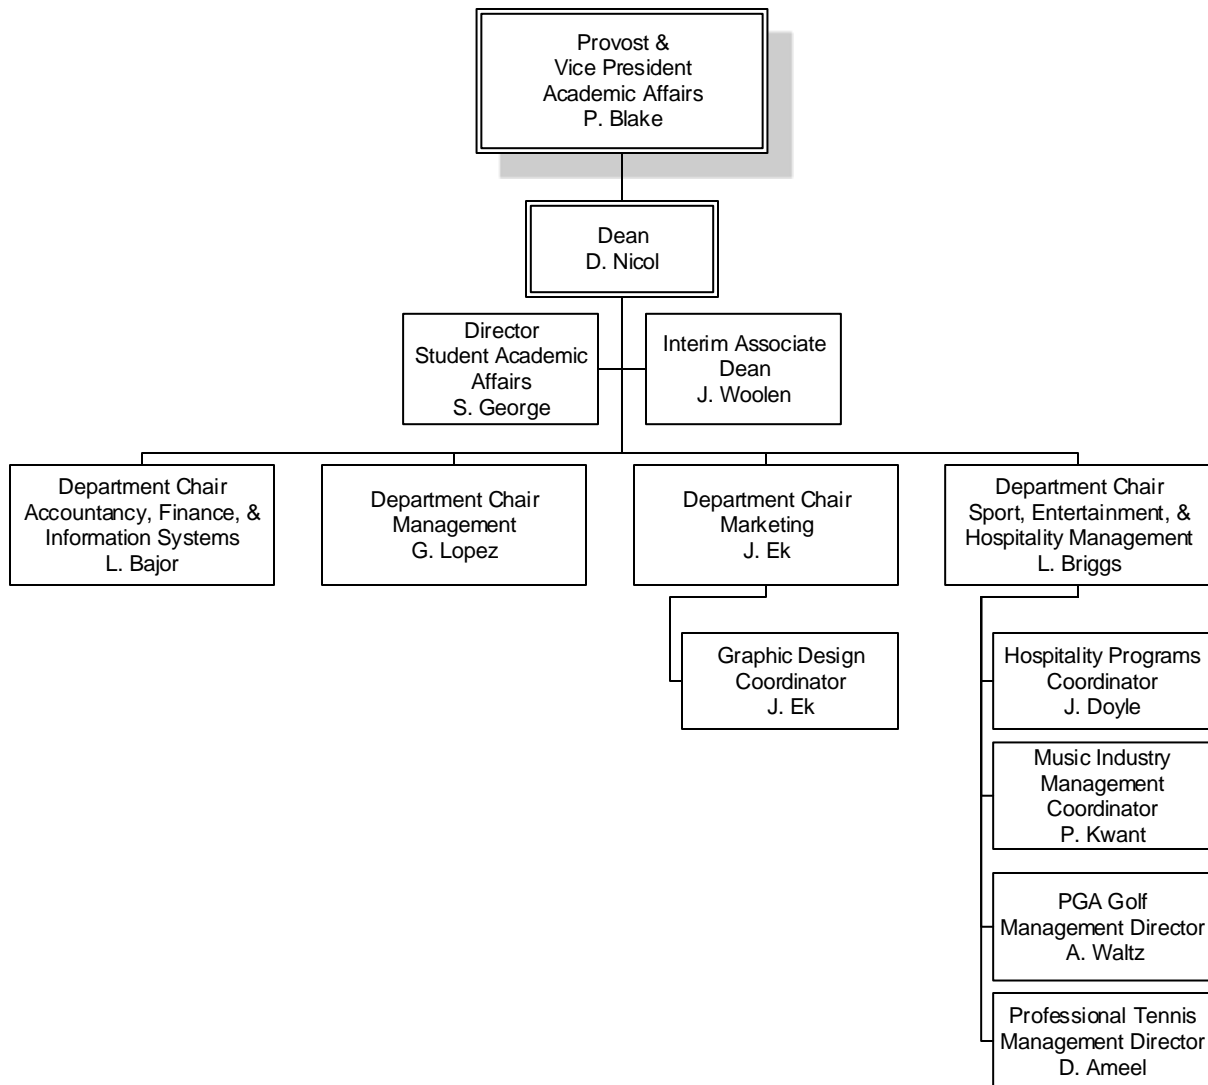 Provost &
Vice President
Academic Affairs
P. Blake
Dean
D. Nicol
Director
Student Academic
Affairs
S. George
Interim Associate
Dean
J. Woolen
Department Chair
Accountancy, Finance, &
Information Systems
L. Bajor
Department Chair
Management
G. Lopez
Department Chair
Marketing
J. Ek
Department Chair
Sport, Entertainment, &
Hospitality Management
L. Briggs
Graphic Design
Coordinator
J. Ek
Hospitality Programs
Coordinator
J. Doyle
Music Industry
Management
Coordinator
P. Kwant
PGA Golf
Management Director
A. Waltz
Professional Tennis
Management Director
D. Ameel